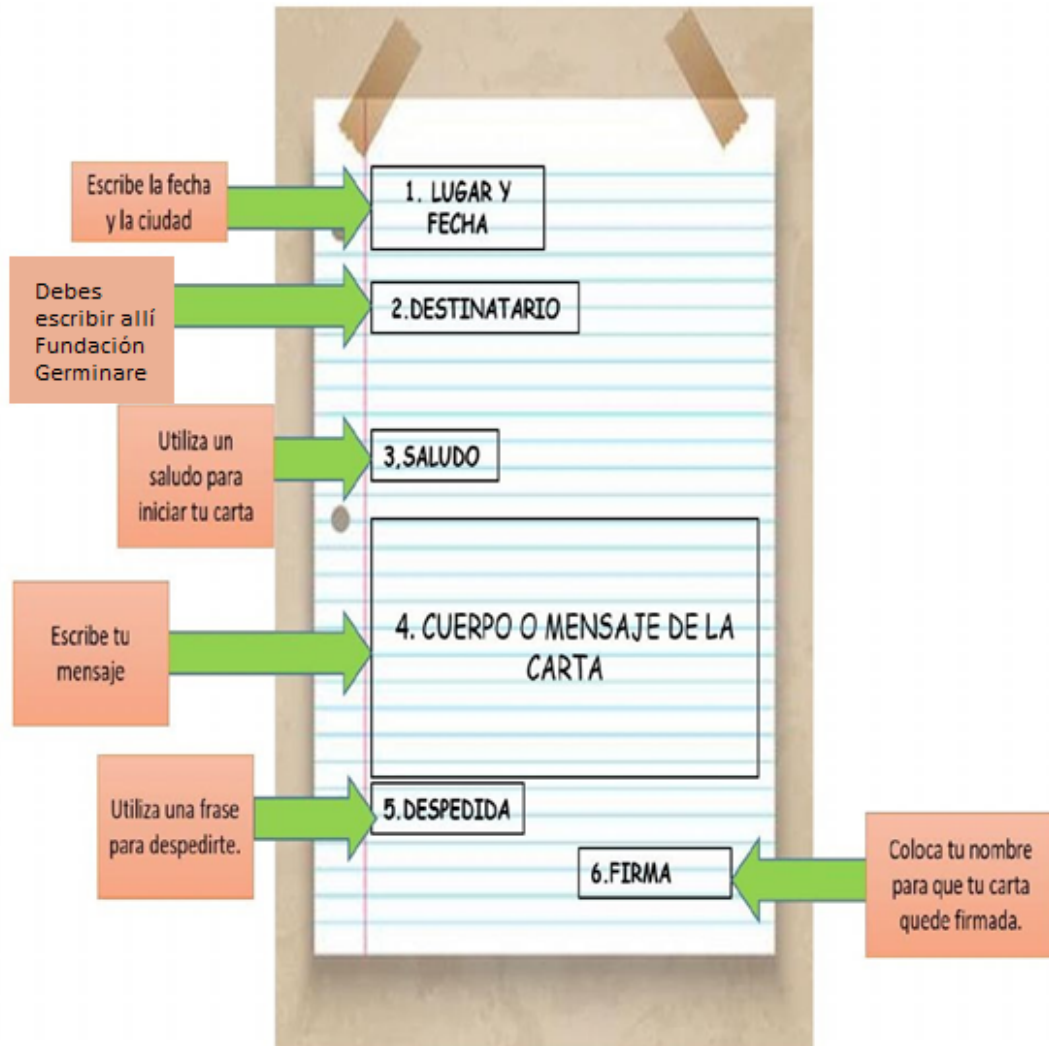 Escribe la fecha
y la ciudad
1. LUGAR Y
FECHA
Debes
escribir allí
Fundación
Germinare
2.DESTINATARIO
Utiliza un
saludo para
iniciar tu carta
3,SALUDO
Escribe tu
mensaje
4. CUERPO O MENSAJE DE LA
CARTA
Utiliza una frase
para despedirte.
5.DESPEDIDA
6.FIRMA
Coloca tu nombre
para que tu carta
quede firmada.